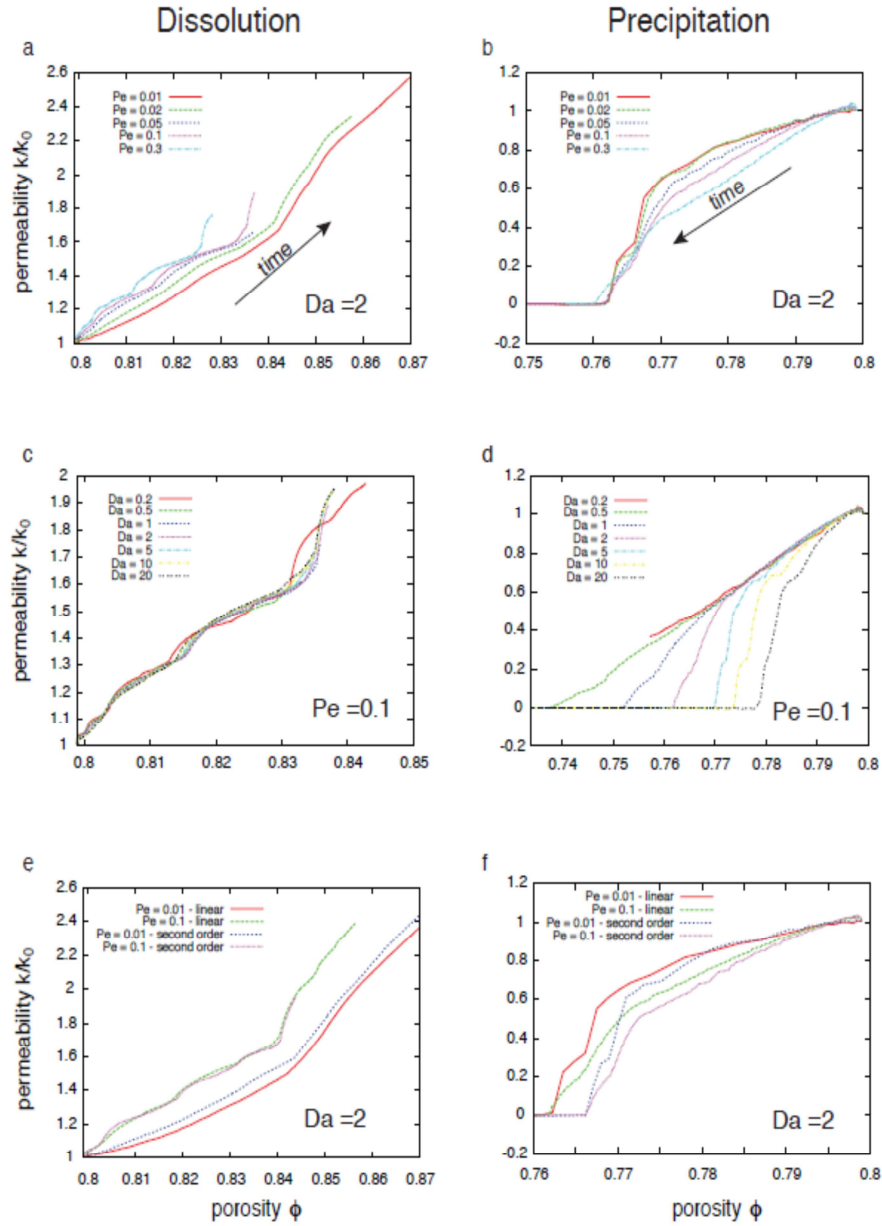 Dissolution
Precipitation
a
2.6
2.4
2.2
2
1.8
1.6
1.4
1.2
1
Pe = 0.01
Pe = 0.02
Pe = 0.05
Pe = 0.1
Pe = 0.3
time
Da =2
0.8 0.81 0.82 0.83 0.84 0.85 0.86 0.87
permeability k/k0
b
1.2
1
0.8
0.6
0.4
0.2
0
-0.2
Pe = 0.01
Pe = 0.02
Pe = 0.05
Pe = 0.1
Pe = 0.3
time
Da =2
0.75 0.76 0.77 0.78 0.79 0.8
c
2
1.9
1.8
1.7
1.6
1.5
1.4
1.3
1.2
1.1
1
Da = 0.2
Da = 0.5
Da = 1
Da = 2
Da = 5
Da = 10
Da = 20
Pe =0.1
0.8 0.81 0.82 0.83 0.84 0.85
permeability k/k0
d
1.2
1
0.8
0.6
0.4
0.2
0
-0.2
Da = 0.2
Da = 0.5
Da = 1
Da = 2
Da = 5
Da = 10
Da = 20
Pe =0.1
0.74 0.75 0.76 0.77 0.78 0.79 0.8
e
2.6
2.4
2.2
2
1.8
1.6
1.4
1.2
1
Pe = 0.01 - linear
Pe = 0.1 - linear
Pe = 0.01 - second order
Pe = 0.1 - second order
Da =2
0.8 0.81 0.82 0.83 0.84 0.85 0.86 0.87
permeability k/k0
porosity ϕ
f
1.2
1
0.8
0.6
0.4
0.2
0
-0.2
Pe = 0.01 - linear
Pe = 0.1 - linear
Pe = 0.01 - second order
Pe = 0.1 - second order
Da =2
0.76 0.77 0.78 0.79 0.8
porosity ϕ